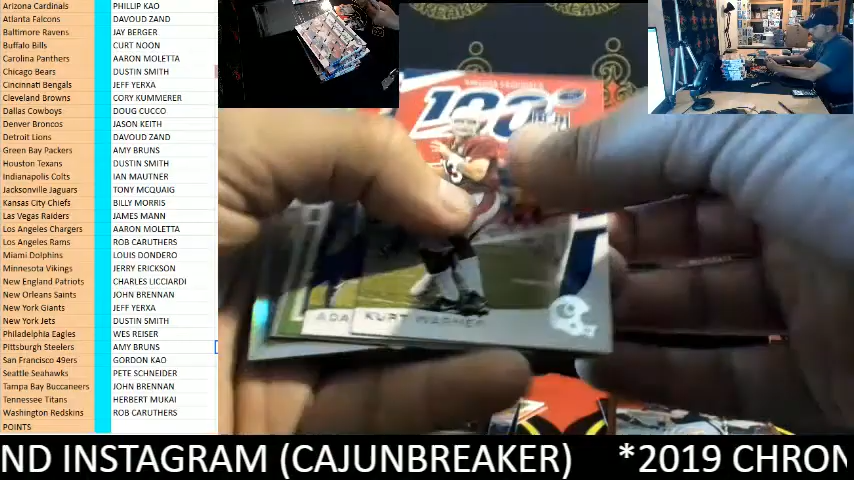 Arizona Cardinals PHILLIP KAO
Atlanta Falcons DAVOUD ZAND
Baltimore Ravens JAY BERGER
Buffalo Bills CURT NOON
Carolina Panthers AARON MOLETTA
Chicago Bears DUSTIN SMITH
Cincinnati Bengals JEFF YERXA
Cleveland Browns CORY KUMMERER
Dallas Cowboys DOUG CUCCO
Denver Broncos JASON KEITH
Detroit Lions DAVOUD ZAND
Green Bay Packers AMY BRUNS
Houston Texans DUSTIN SMITH
Indianapolis Colts IAN MAUTNER
Jacksonville Jaguars TONY MCQUAIG
Kansas City Chiefs BILLY MORRIS
Las Vegas Raiders JAMES MANN
Los Angeles Chargers AARON MOLETTA
Los Angeles Rams ROB CARUTHERS
Miami Dolphins LOUIS DONDERO
Minnesota Vikings JERRY ERICKSON
New England Patriots CHARLES LICCIARDI
New Orleans Saints JOHN BRENNAN
New York Giants JEFF YERXA
New York Jets DUSTIN SMITH
Philadelphia Eagles WES REISER
Pittsburgh Steelers AMY BRUNS
San Francisco 49ers GORDON KAO
Seattle Seahawks PETE SCHNEIDER
Tampa Bay Buccaneers JOHN BRENNAN
Tennessee Titans HERBERT MUKAI
Washington Redskins ROB CARUTHERS
POINTS
100
ADA
KURT WARNER
ND INSTAGRAM (CAJUNBREAKER) *2019 CHRON